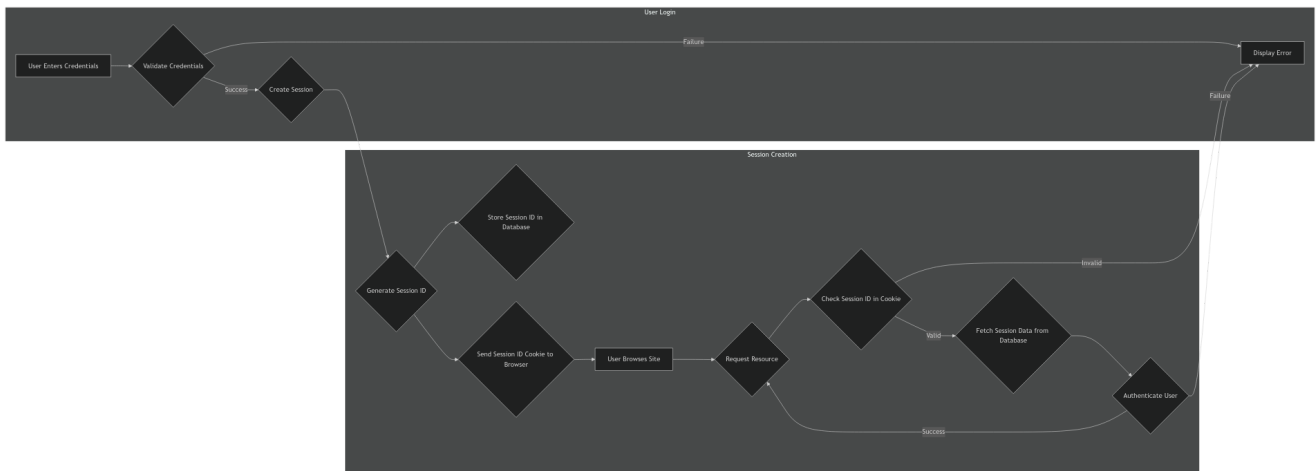 User Login
User Enters Credentials
Validate Credentials
Failure
Success
Create Session
Display Error
Failure
Session Creation
Store Session ID in
Database
Generate Session ID
Send Session ID Cookie to
Browser
User Browses Site
Request Resource
Check Session ID in Cookie
Invalid
Valid
Fetch Session Data from
Database
Authenticate User
Success